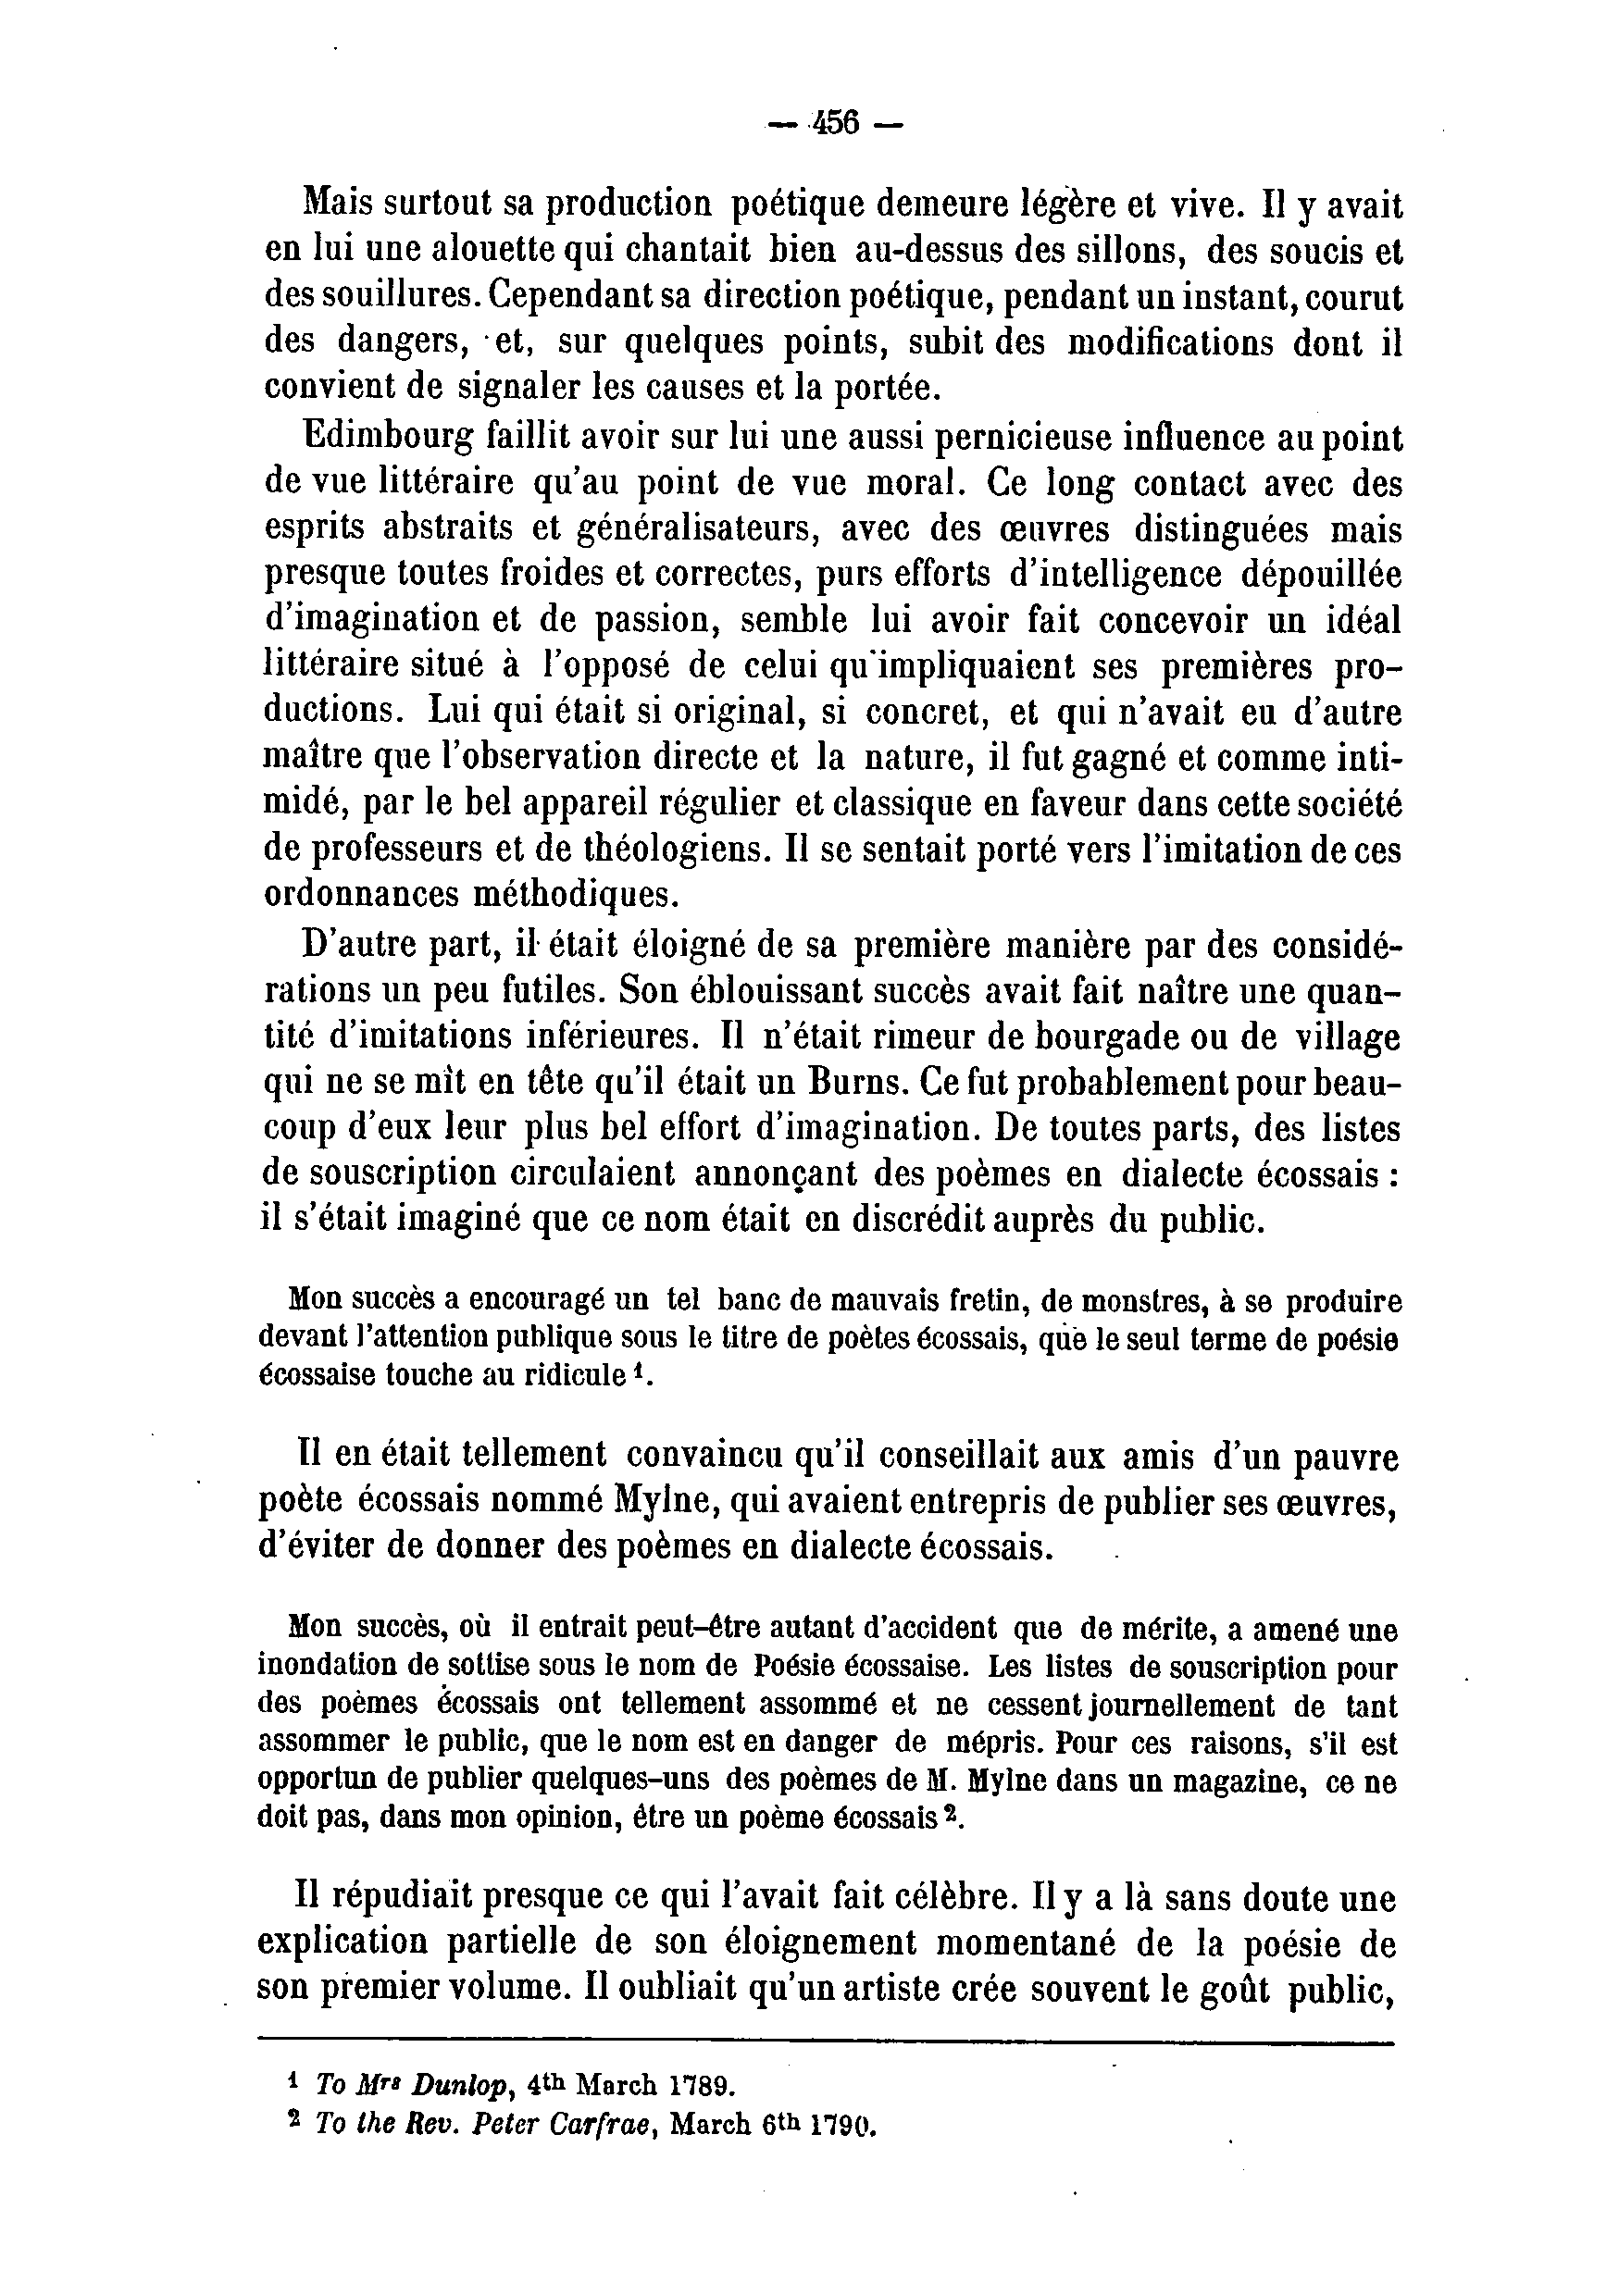 — 456 —
Mais surtout sa production poétique demeure légère et vive. Il y avait
en lui une alouette qui chantait bien au-dessus des sillons, des soucis et
des souillures. Cependant sa direction poétique, pendant un instant, courut
des dangers, et, sur quelques points, subit des modifications dont il
convient de signaler les causes et la portée.
Edimbourg faillit avoir sur lui une aussi pernicieuse influence au point
de vue littéraire qu'au point de vue moral. Ce long contact avec des
esprits abstraits et généralisateurs, avec des œuvres distinguées mais
presque toutes froides et correctes, purs efforts d'intelligence dépouillée
d'imagination et de passion, semble lui avoir fait concevoir un idéal
littéraire situé à l'opposé de celui qu'impliquaient ses premières pro-
ductions. Lui qui était si original, si concret, et qui n'avait eu d'autre
maître que l'observation directe et la nature, il fut gagné et comme inti-
midé, par le bel appareil régulier et classique en faveur dans cette société
de professeurs et de théologiens. Il se sentait porté vers l'imitation de ces
ordonnances méthodiques.
D'autre part, il était éloigné de sa première manière par des considé-
rations un peu futiles. Son éblouissant succès avait fait naître une quan-
tité d'imitations inférieures. Il n'était rimeur de bourgade ou de village
qui ne se mît en tête qu'il était un Burns. Ce fut probablement pour beau-
coup d'eux leur plus bel effort d'imagination. De toutes parts, des listes
de souscription circulaient annonçant des poèmes en dialecte écossais :
il s'était imaginé que ce nom était en discrédit auprès du public.
Mon succès a encouragé un tel banc de mauvais fretin, de monstres, à se produire
devant l'attention publique sous le titre de poètes écossais, que le seul terme de poésie
écossaise touche au ridicule ¹.
Il en était tellement convaincu qu'il conseillait aux amis d'un pauvre
poète écossais nommé Mylne, qui avaient entrepris de publier ses œuvres,
d'éviter de donner des poèmes en dialecte écossais.
Mon succès, où il entrait peut-être autant d'accident que de mérite, a amené une
inondation de sottise sous le nom de Poésie écossaise. Les listes de souscription pour
des poèmes écossais ont tellement assommé et ne cessent journellement de tant
assommer le public, que le nom est en danger de mépris. Pour ces raisons, s'il est
opportun de publier quelques-uns des poèmes de M. Mylne dans un magazine, ce ne
doit pas, dans mon opinion, être un poème écossais ².
Il répudiait presque ce qui l'avait fait célèbre. Il y a là sans doute une
explication partielle de son éloignement momentané de la poésie de
son premier volume. Il oubliait qu'un artiste crée souvent le goût public,
¹ To Mrs Dunlop, 4th March 1789.
² To the Rev. Peter Carfrae, March 6th 1790.